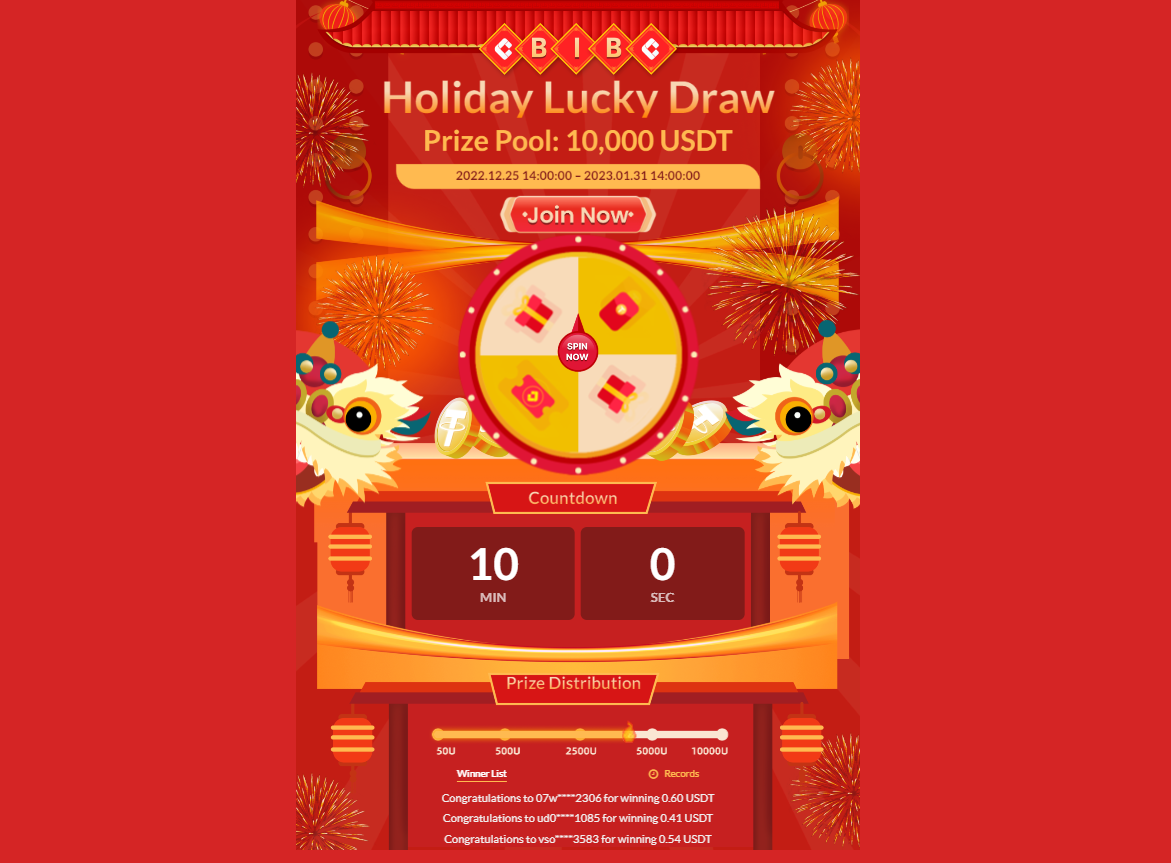 CBIBC
Holiday Lucky Draw
Prize Pool: 10,000 USDT
2022.12.25 14:00:00 – 2023.01.31 14:00:00
Join Now
SPIN
NOW
Countdown
10 0
MIN SEC
Prize Distribution
50U 500U 2500U 5000U 10000U
Winner List Records
Congratulations to 07w****2306 for winning 0.60 USDT
Congratulations to ud0****1085 for winning 0.41 USDT
Congratulations to vso****3583 for winning 0.54 USDT